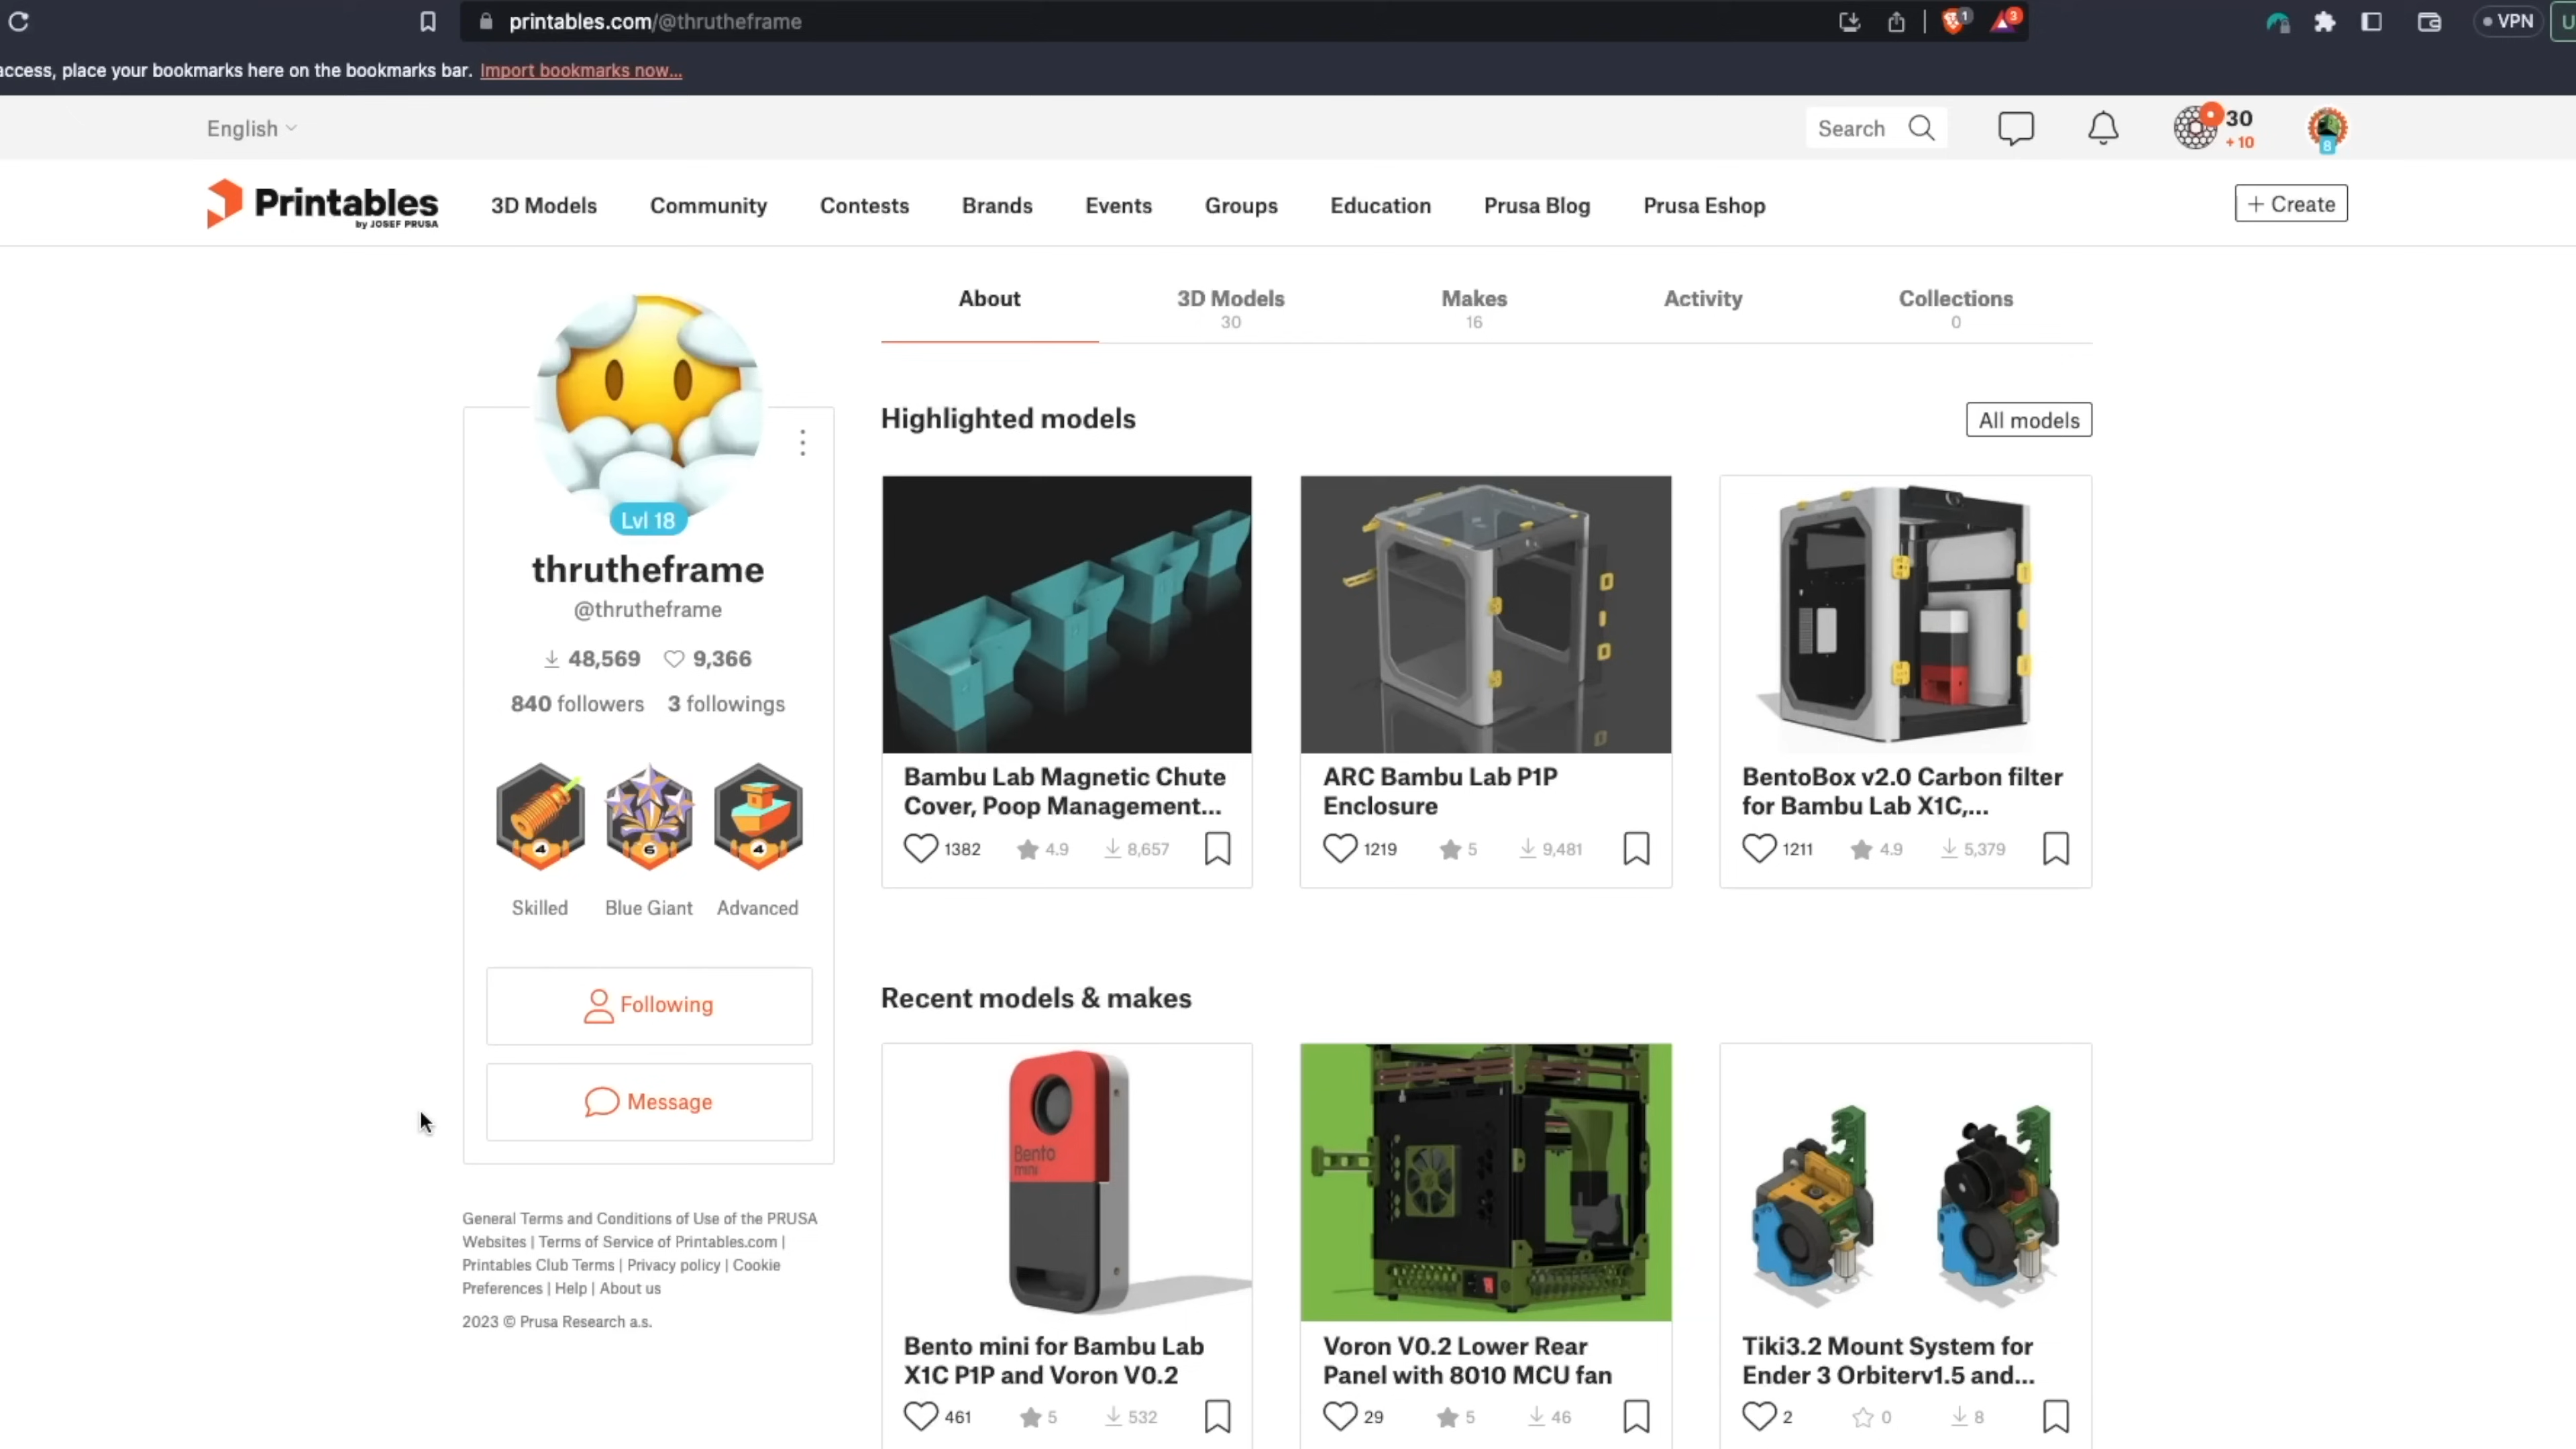 printables.com/@thrutheframe
1
3
VPN
access, place your bookmarks here on the bookmarks bar. Import bookmarks now...
English
Search
30
+ 10
8
Printables
by JOSEF PRUSA
3D Models
Community
Contests
Brands
Events
Groups
Education
Prusa Blog
Prusa Eshop
+ Create
About
3D Models
30
Makes
16
Activity
Collections
0
Lvl 18
thrutheframe
@thrutheframe
48,569 9,366
840 followers 3 followings
4
6
4
Skilled
Blue Giant
Advanced
Following
Message
General Terms and Conditions of Use of the PRUSA
Websites | Terms of Service of Printables.com |
Printables Club Terms | Privacy policy | Cookie
Preferences | Help | About us
2023 © Prusa Research a.s.
Highlighted models
All models
Bambu Lab Magnetic Chute
Cover, Poop Management...
1382 4.9 8,657
ARC Bambu Lab P1P
Enclosure
1219 5 9,481
BentoBox v2.0 Carbon filter
for Bambu Lab X1C,...
1211 4.9 5,379
Recent models & makes
Bento
mini
Bento mini for Bambu Lab
X1C P1P and Voron V0.2
461 5 532
Voron V0.2 Lower Rear
Panel with 8010 MCU fan
29 5 46
Tiki3.2 Mount System for
Ender 3 Orbiterv1.5 and...
2 0 8